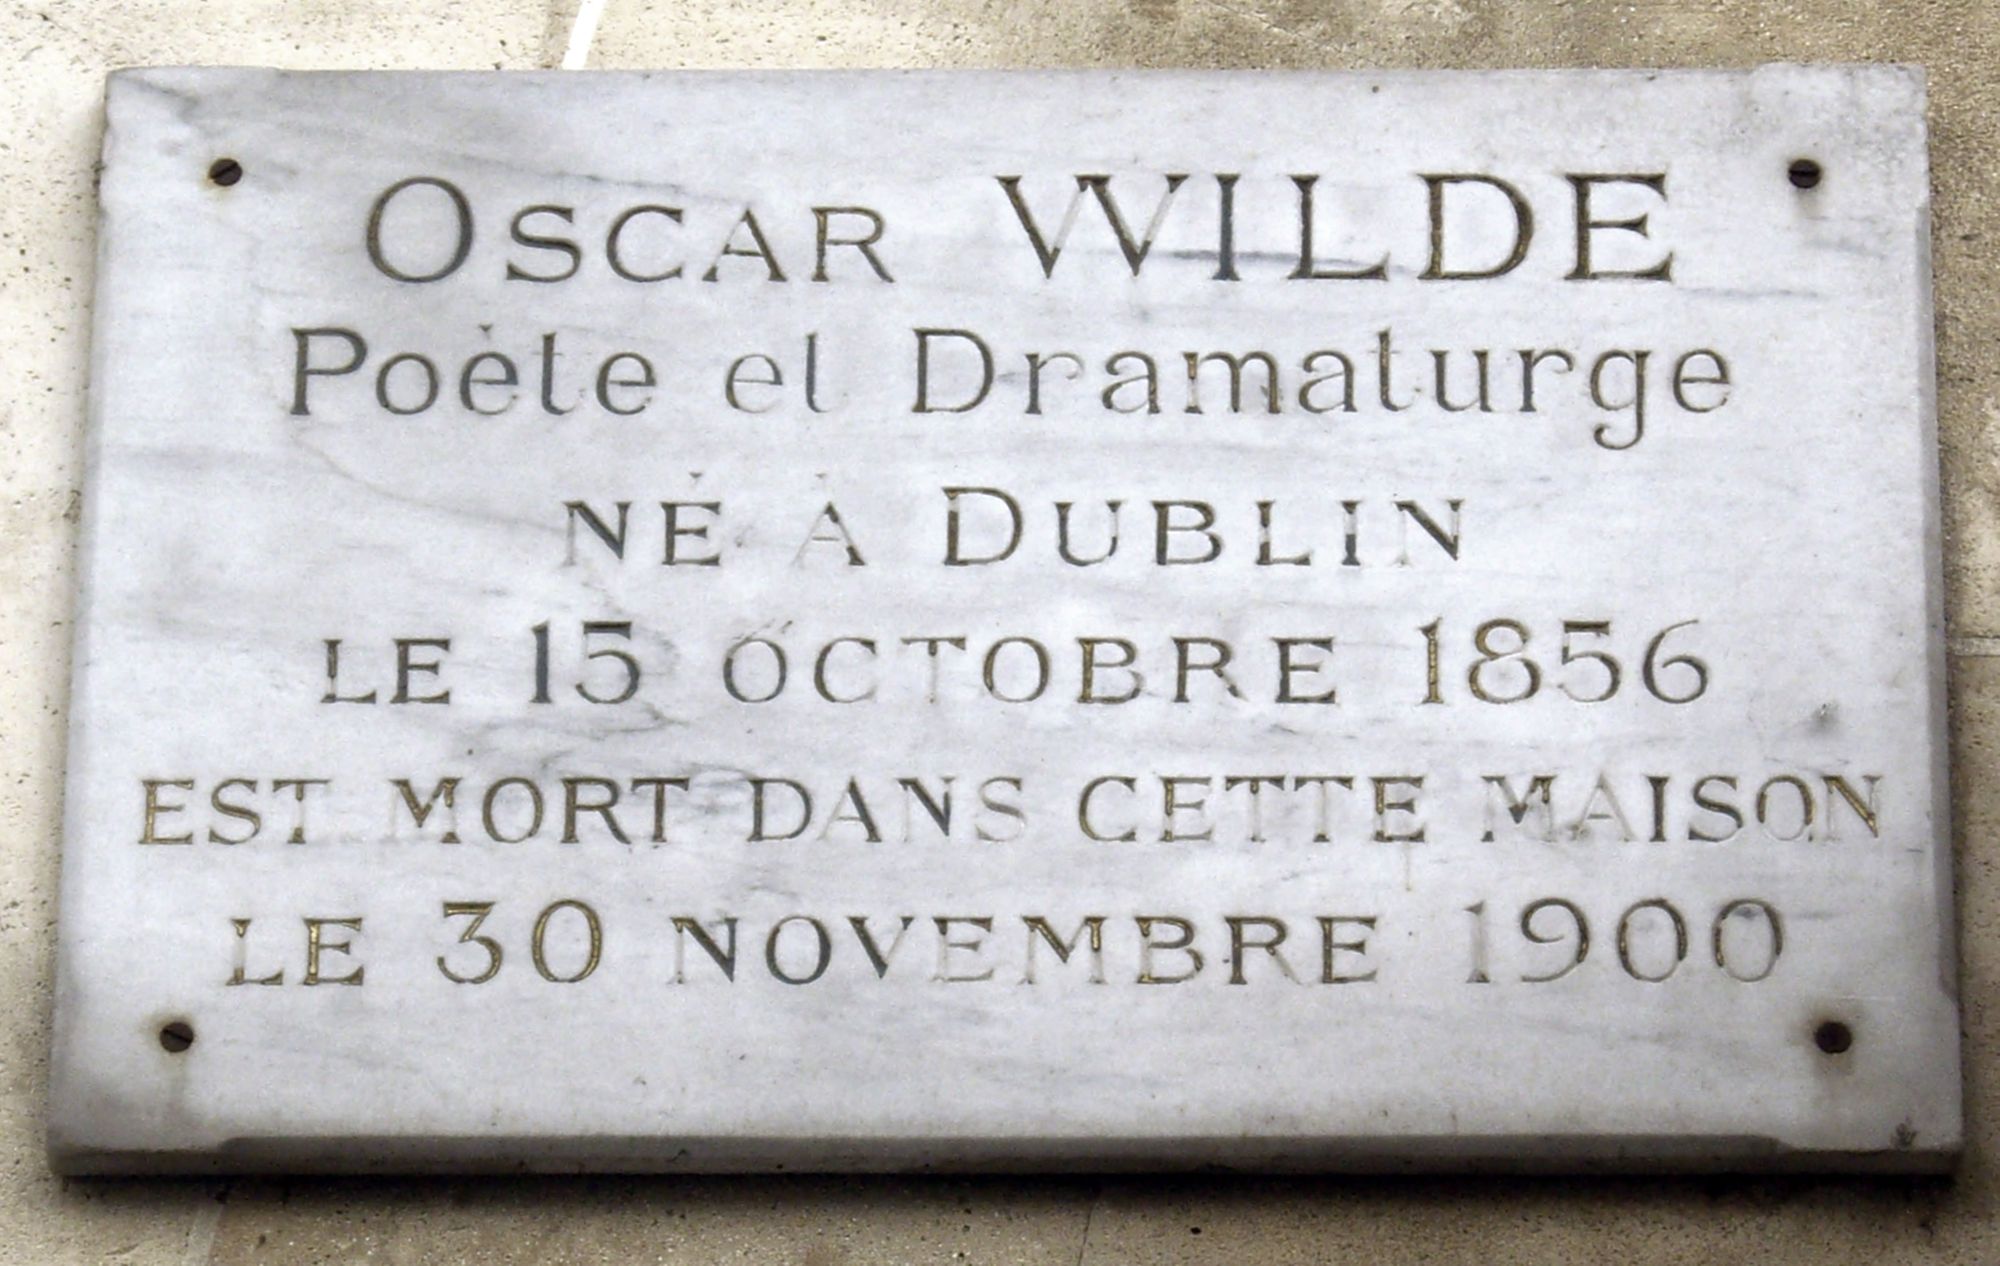 OSCAR WILDE
Poète et Dramaturge
NÉ À DUBLIN
LE 15 OCTOBRE 1856
EST MORT DANS CETTE MAISON
LE 30 NOVEMBRE 1900